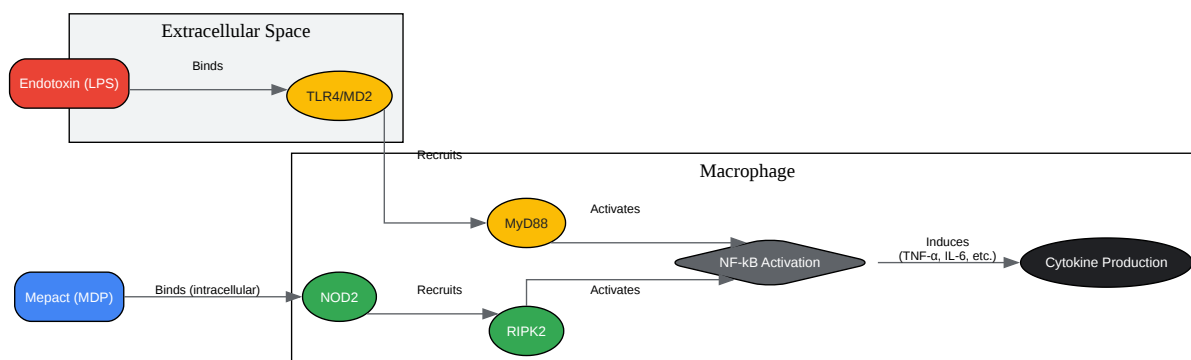 Extracellular Space
Endotoxin (LPS)
Binds
TLR4/MD2
Recruits
Macrophage
MyD88
Activates
NF-kB Activation
Induces
(TNF-α, IL-6, etc.)
Cytokine Production
Mepact (MDP)
Binds (intracellular)
NOD2
Recruits
RIPK2
Activates